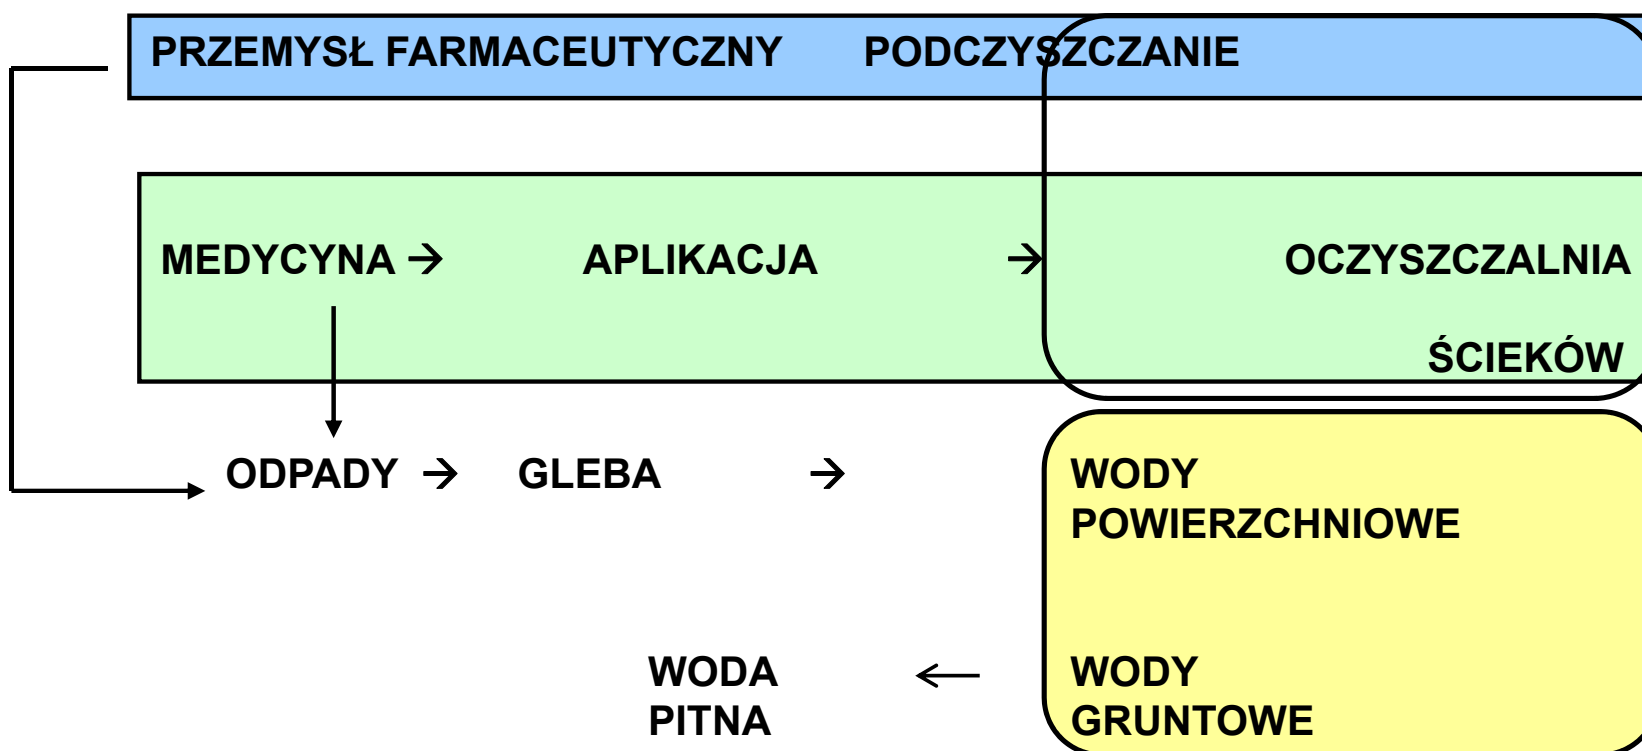 PRZEMYSŁ FARMACEUTYCZNY PODCZYSZCZANIE
MEDYCYNA → APLIKACJA → OCZYSZCZALNIA
ŚCIEKÓW
ODPADY → GLEBA → WODY
POWIERZCHNIOWE
WODA ← WODY
PITNA GRUNTOWE